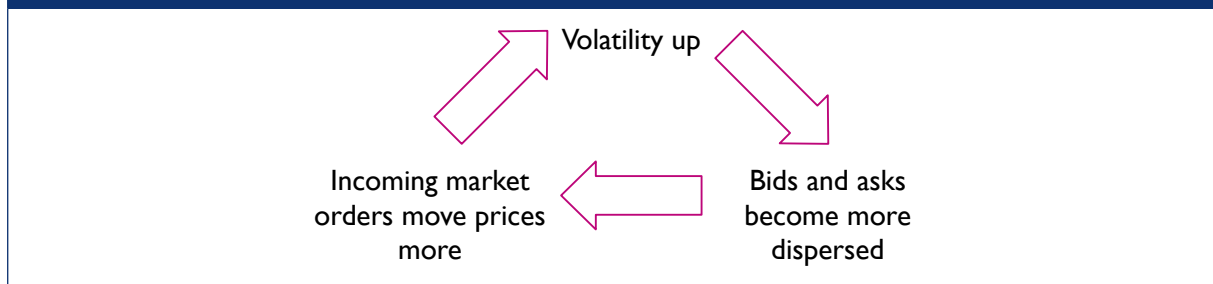 Volatility up
Incoming market
orders move prices
more
Bids and asks
become more
dispersed